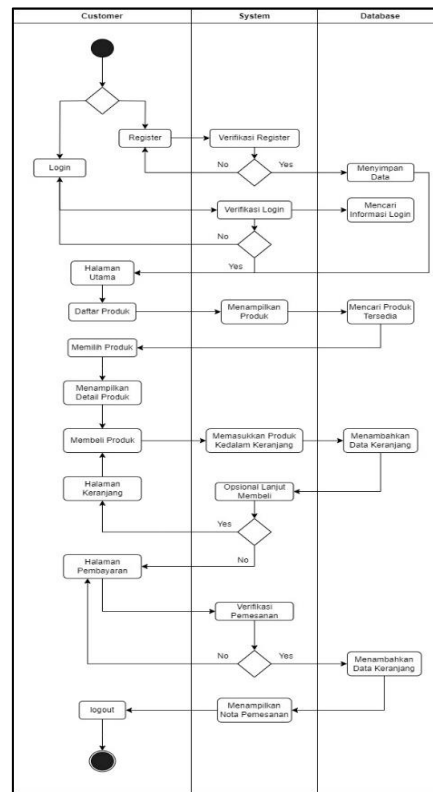 Customer
System
Database
Register
Verifikasi Register
No
Yes
Login
Menyimpan
Data
Verifikasi Login
Mencari
Informasi Login
No
Yes
Halaman
Utama
Daftar Produk
Menampilkan
Produk
Mencari Produk
Tersedia
Memilih Produk
Menampilkan
Detail Produk
Membeli Produk
Memasukkan Produk
Kedalam Keranjang
Menambahkan
Data Keranjang
Halaman
Keranjang
Opsional Lanjut
Membeli
Yes
No
Halaman
Pembayaran
Verifikasi
Pemesanan
No
Yes
Menambahkan
Data Keranjang
logout
Menampilkan
Nota Pemesanan